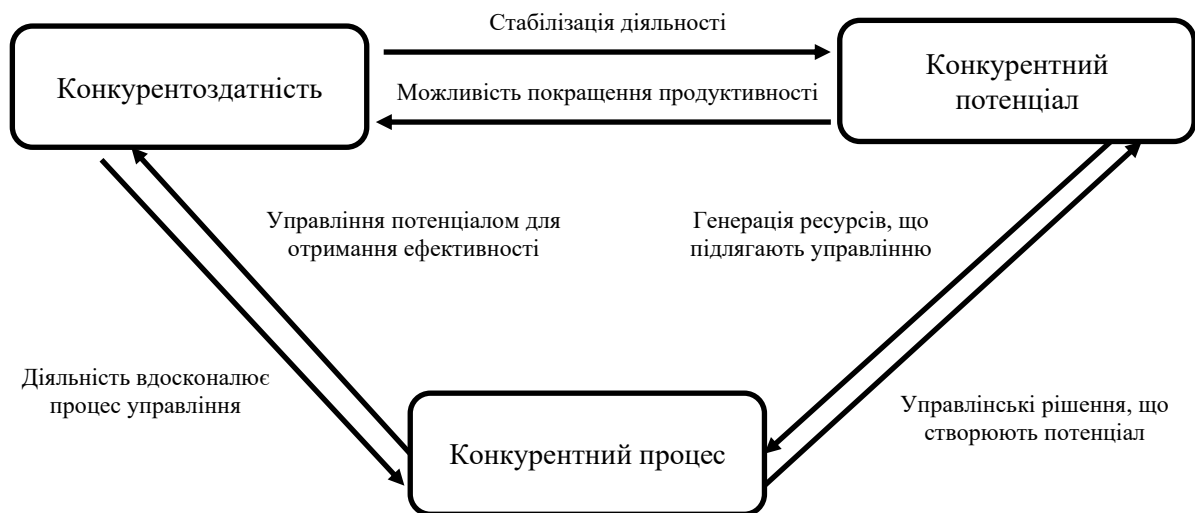 Стабілізація діяльності
Конкурентоздатність
Конкурентний
потенціал
Можливість покращення продуктивності
Управління потенціалом для
отримання ефективності
Генерація ресурсів, що
підлягають управлінню
Діяльність вдосконалює
процес управління
Управлінські рішення, що
створюють потенціал
Конкурентний процес